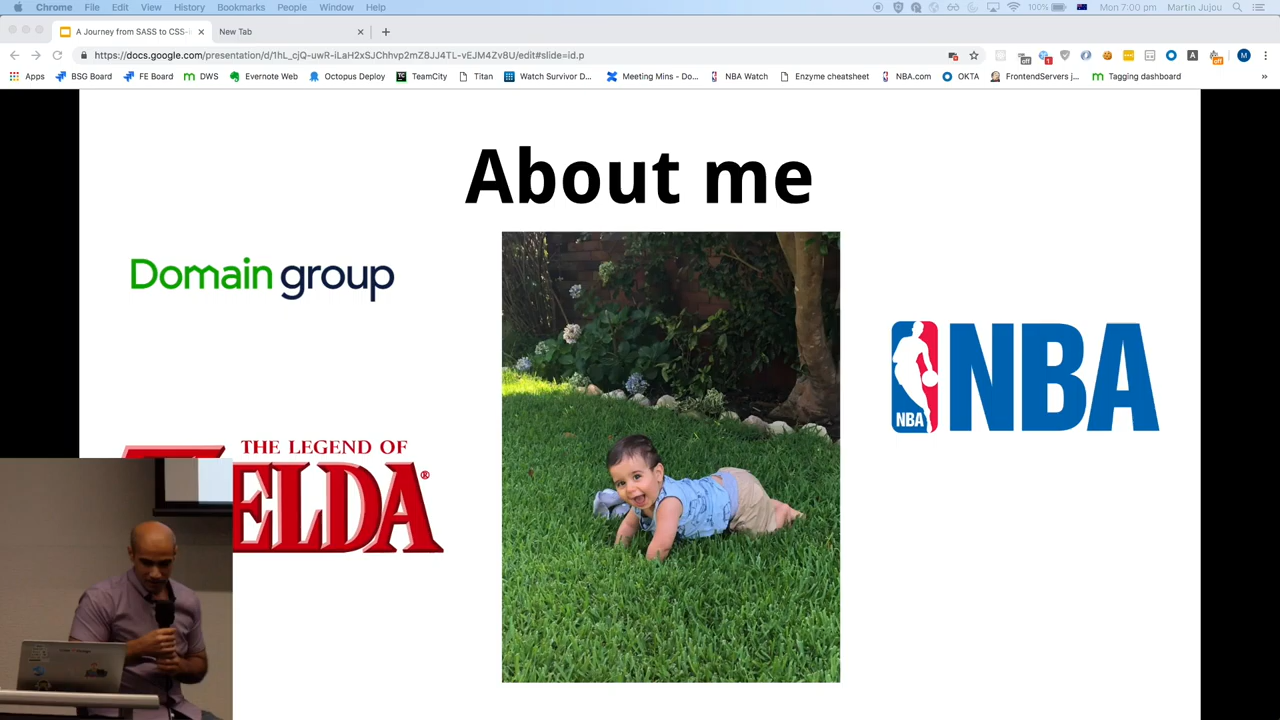 Chrome File Edit View History Bookmarks People Window Help 100% Mon 7:00 pm Martin Jujou
A Journey from SASS to CSS-i
New Tab
https://docs.google.com/presentation/d/1hL_cjQ-uwR-iLaH2xSJChhvp2mZ8JJ4TL-vEJM4Zv8U/edit#slide=id.p
Apps BSG Board FE Board DWS Evernote Web Octopus Deploy TeamCity Titan Watch Survivor D... Meeting Mins - Do... NBA Watch Enzyme cheatsheet NBA.com OKTA FrontendServers j... Tagging dashboard
About me
Domain group
NBA
NBA
THE LEGEND OF
ELDA®